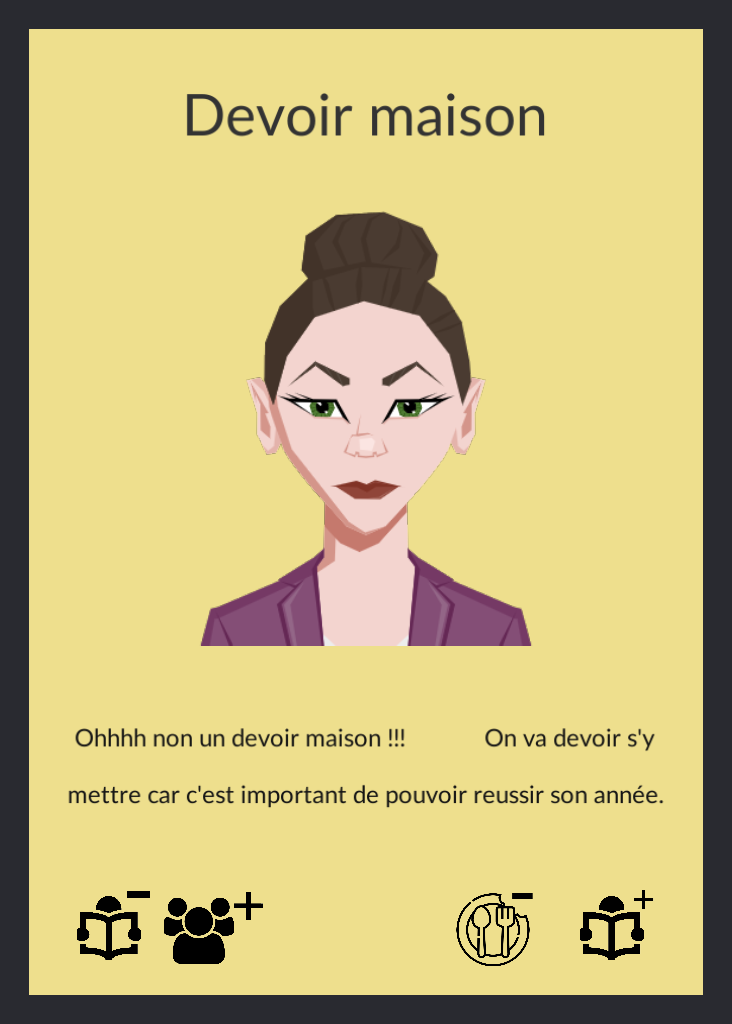 Devoir maison
Ohhhh non un devoir maison !!! On va devoir s'y
mettre car c'est important de pouvoir reussir son année.